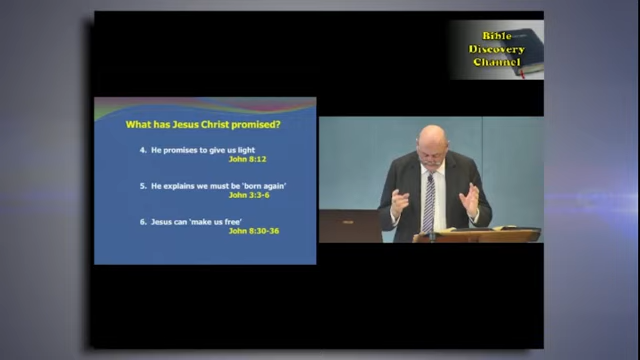 Bible
Discovery
Channel
What has Jesus Christ promised?
4. He promises to give us light
John 8:12
5. He explains we must be 'born again'
John 3:3-6
6. Jesus can 'make us free'
John 8:30-36